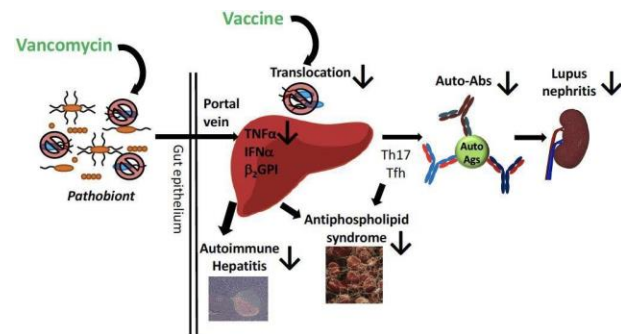 Vancomycin
Vaccine
Translocation
Auto-Abs
Lupus
nephritis
Portal
vein
TNFα
IFNα
β₂GPI
Th17
Tfh
Auto
Ags
Pathobiont
Gut epithelium
Autoimmune
Hepatitis
Antiphospholipid
syndrome